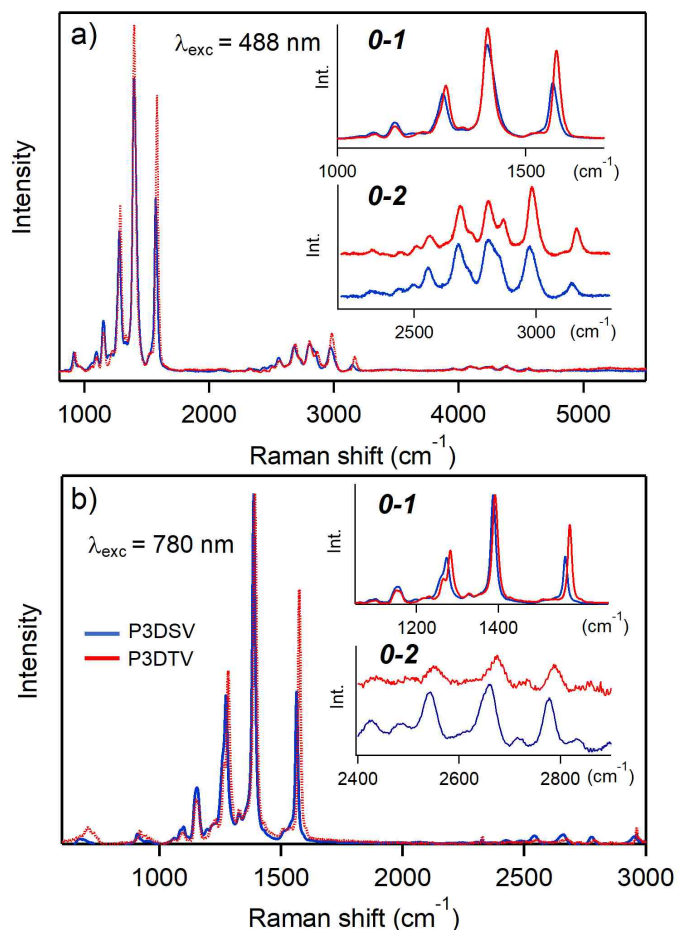 a)
λexc = 488 nm
0-1
Int.
1000
1500
(cm-1)
0-2
Int.
2500
3000
(cm-1)
Intensity
1000
2000
3000
4000
5000
Raman shift (cm-1)
b)
λexc = 780 nm
P3DSV
P3DTV
0-1
Int.
1200
1400
(cm-1)
0-2
Int.
2400
2600
2800
(cm-1)
Intensity
1000
1500
2000
2500
3000
Raman shift (cm-1)